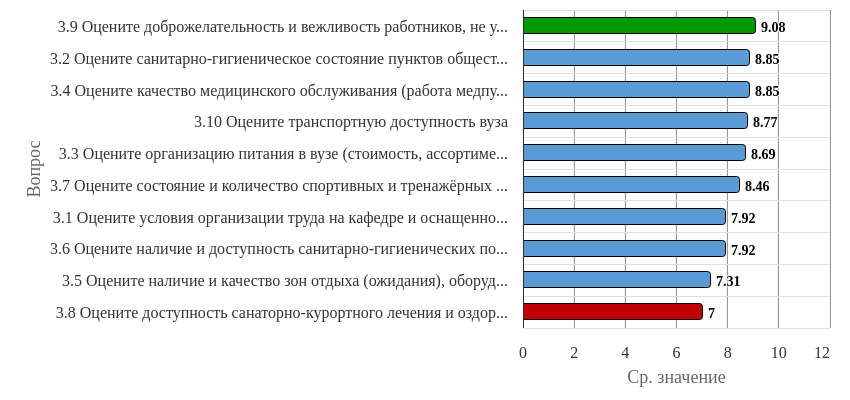 3.9 Оцените доброжелательность и вежливость работников, не у... 9.08
3.2 Оцените санитарно-гигиеническое состояние пунктов общест... 8.85
3.4 Оцените качество медицинского обслуживания (работа медпу... 8.85
3.10 Оцените транспортную доступность вуза 8.77
3.3 Оцените организацию питания в вузе (стоимость, ассортиме... 8.69
3.7 Оцените состояние и количество спортивных и тренажёрных ... 8.46
3.1 Оцените условия организации труда на кафедре и оснащенно... 7.92
3.6 Оцените наличие и доступность санитарно-гигиенических по... 7.92
3.5 Оцените наличие и качество зон отдыха (ожидания), оборуд... 7.31
3.8 Оцените доступность санаторно-курортного лечения и оздор... 7
Вопрос
0 2 4 6 8 10 12
Ср. значение